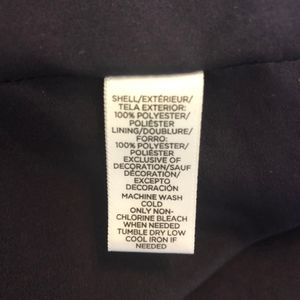 SHELL/EXTÉRIEUR/
TELA EXTERIOR:
100% POLYESTER/
POLIÉSTER
LINING/DOUBLURE/
FORRO:
100% POLYESTER/
POLIÉSTER
EXCLUSIVE OF
DECORATION/SAUF
DÉCORATION/
EXCEPTO
DECORACIÓN
MACHINE WASH
COLD
ONLY NON-
CHLORINE BLEACH
WHEN NEEDED
TUMBLE DRY LOW
COOL IRON IF
NEEDED